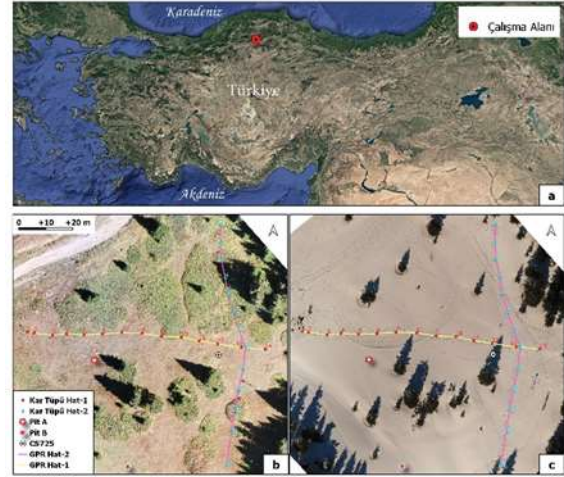 Karadeniz
Çalışma Alanı
Türkiye
Akdeniz
a
0 +10 +20 m
Kar Tüpü Hat-1
Kar Tüpü Hat-2
Pit A
Pit B
CS725
GPR Hat-2
GPR Hat-1
b
c